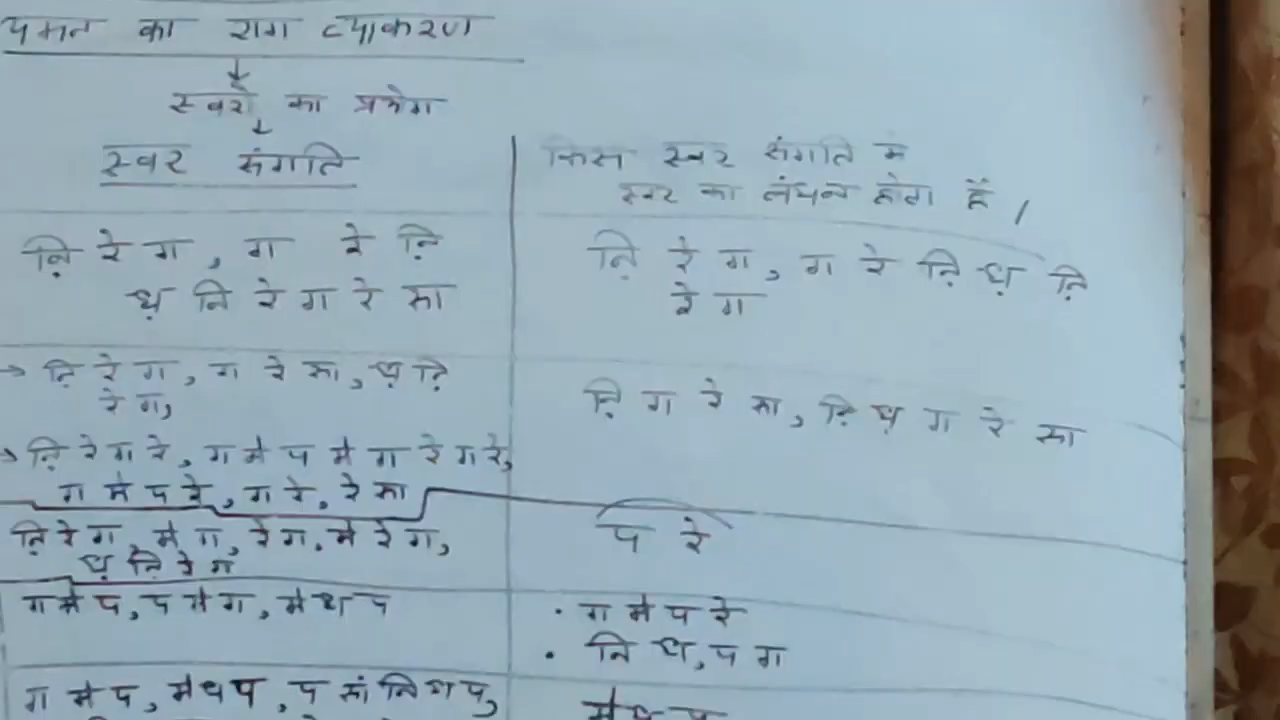 यमन का राग व्याकरण
स्वरों का प्रयोग
स्वर संगति
किस स्वर संगति में
स्वर का लंघन होता है।
ऩि रे ग, ग रे ऩि
ध़ नि रे ग रे सा
ऩि रे ग, ग रे ऩि ध़ ऩि
रे ग
→ ऩि रे ग, ग रे सा, ध़ ऩि
रे ग,
ऩि ग रे सा, ऩि ध़ ग रे सा
→ ऩि रे ग रे, ग मे प मे ग रे ग रे,
ग मे प रे, ग रे, रे सा
ऩि रे ग, मे ग, रे ग, मे रे ग,
ध़ ऩि रे ग
प रे
ग मे प, प मे ग, मे ध प
· ग मे प रे
· नि ध, प ग
ग मे प, मे ध प, प सां नि